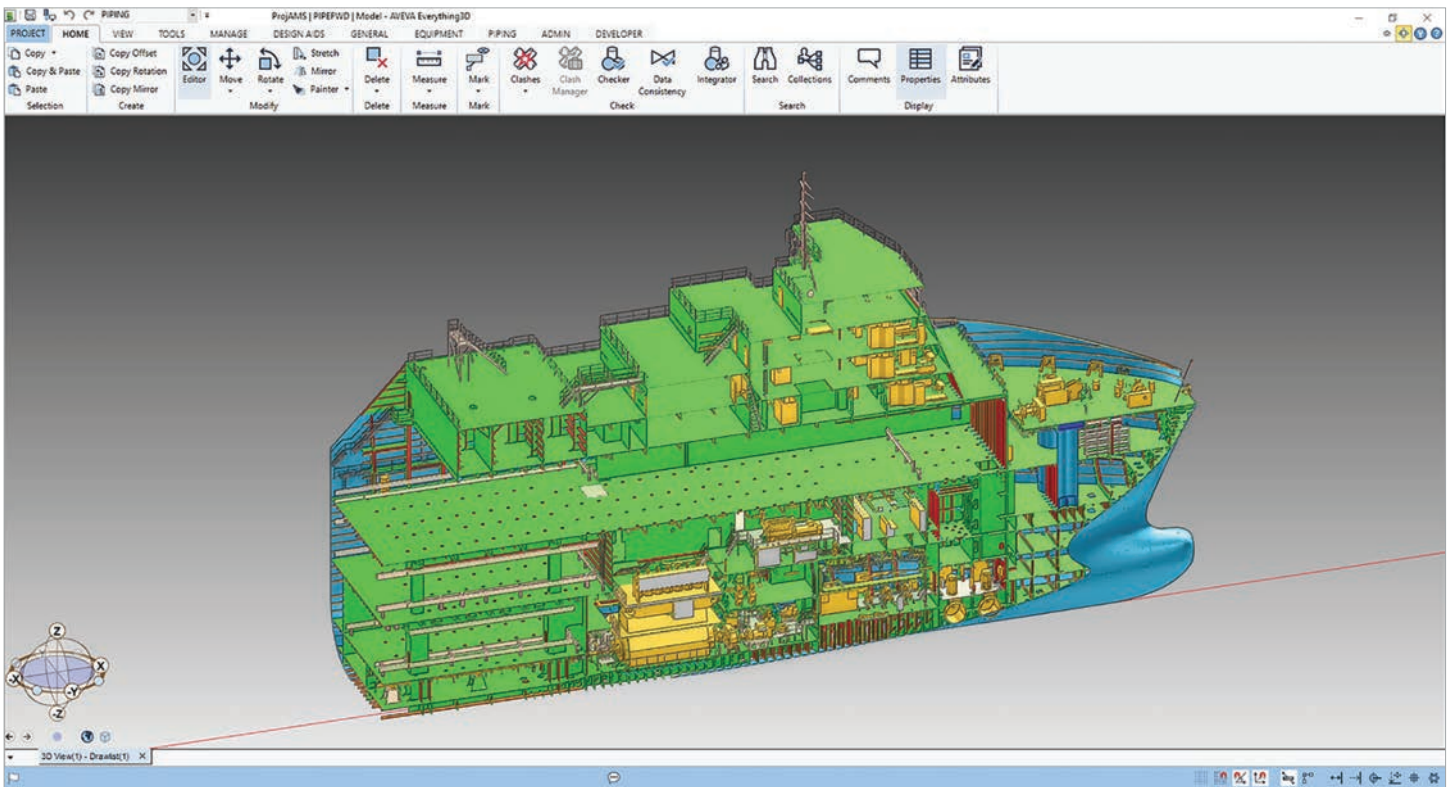 PIPING
ProjAMS | PIPEFWD | Model - AVEVA Everything3D
PROJECT HOME VIEW TOOLS MANAGE DESIGN AIDS GENERAL EQUIPMENT PIPING ADMIN DEVELOPER
Copy
Copy & Paste
Paste
Selection
Copy Offset
Copy Rotation
Copy Mirror
Create
Editor
Move
Rotate
Stretch
Mirror
Painter
Modify
Delete
Delete
Measure
Measure
Mark
Mark
Clashes
Clash
Manager
Checker
Data
Consistency
Integrator
Check
Search
Collections
Search
Comments
Properties
Attributes
Display
Z
X
-X
-Y
-Z
3D View(1) - Drawlist(1)